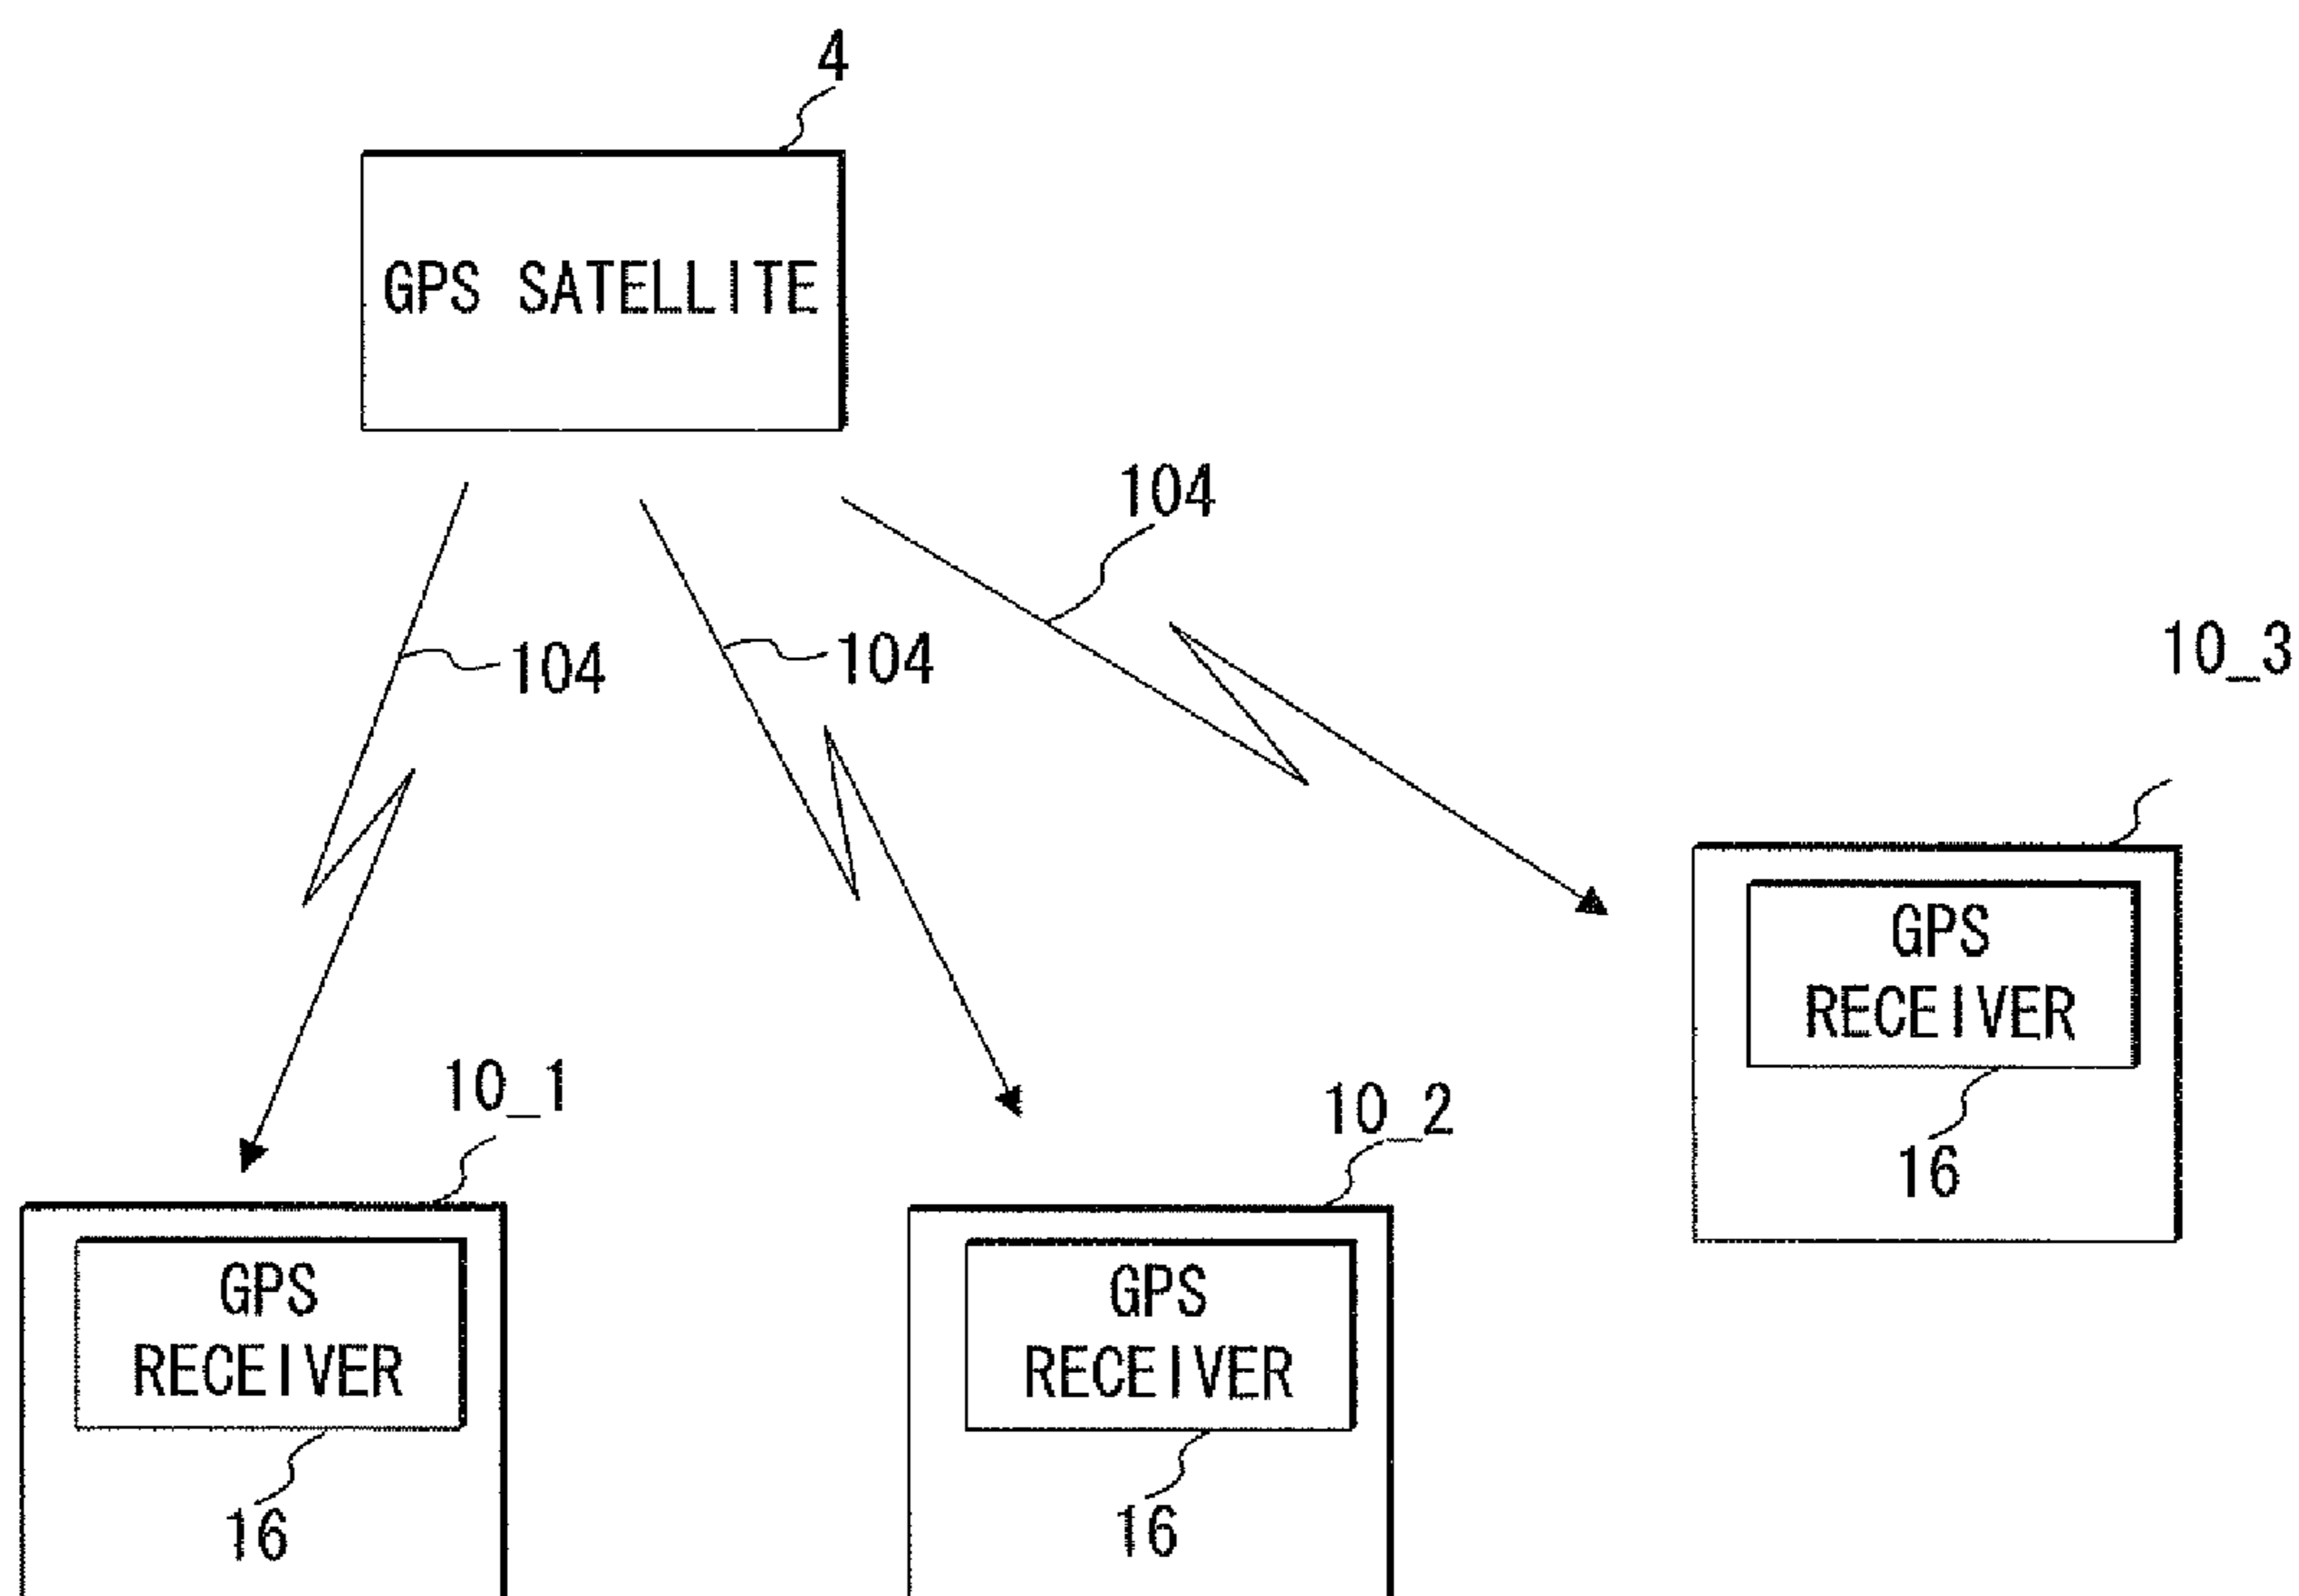 4
GPS SATELLITE
104
104
104
10_3
GPS
RECEIVER
16
10_1
10_2
GPS
RECEIVER
16
GPS
RECEIVER
16